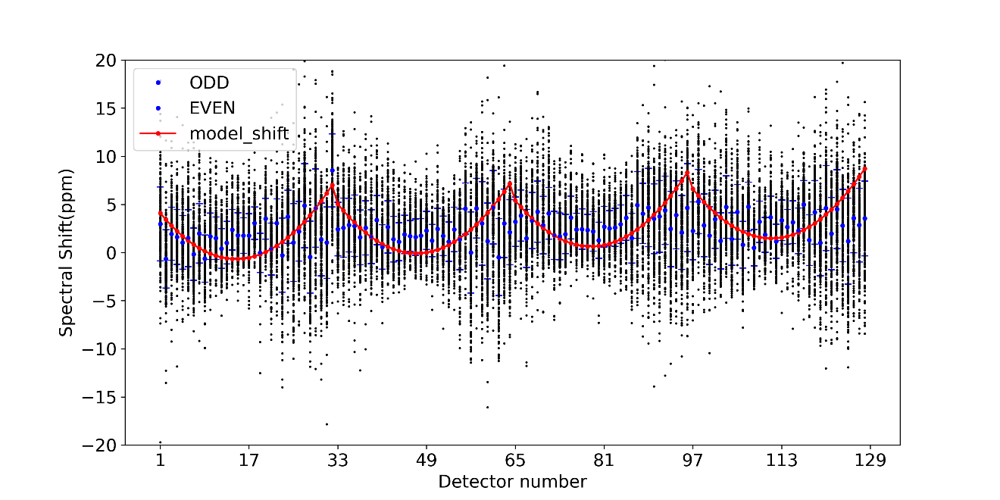 20
15
10
5
0
−5
−10
−15
−20
Spectral Shift(ppm)
ODD
EVEN
model_shift
1 17 33 49 65 81 97 113 129
Detector number